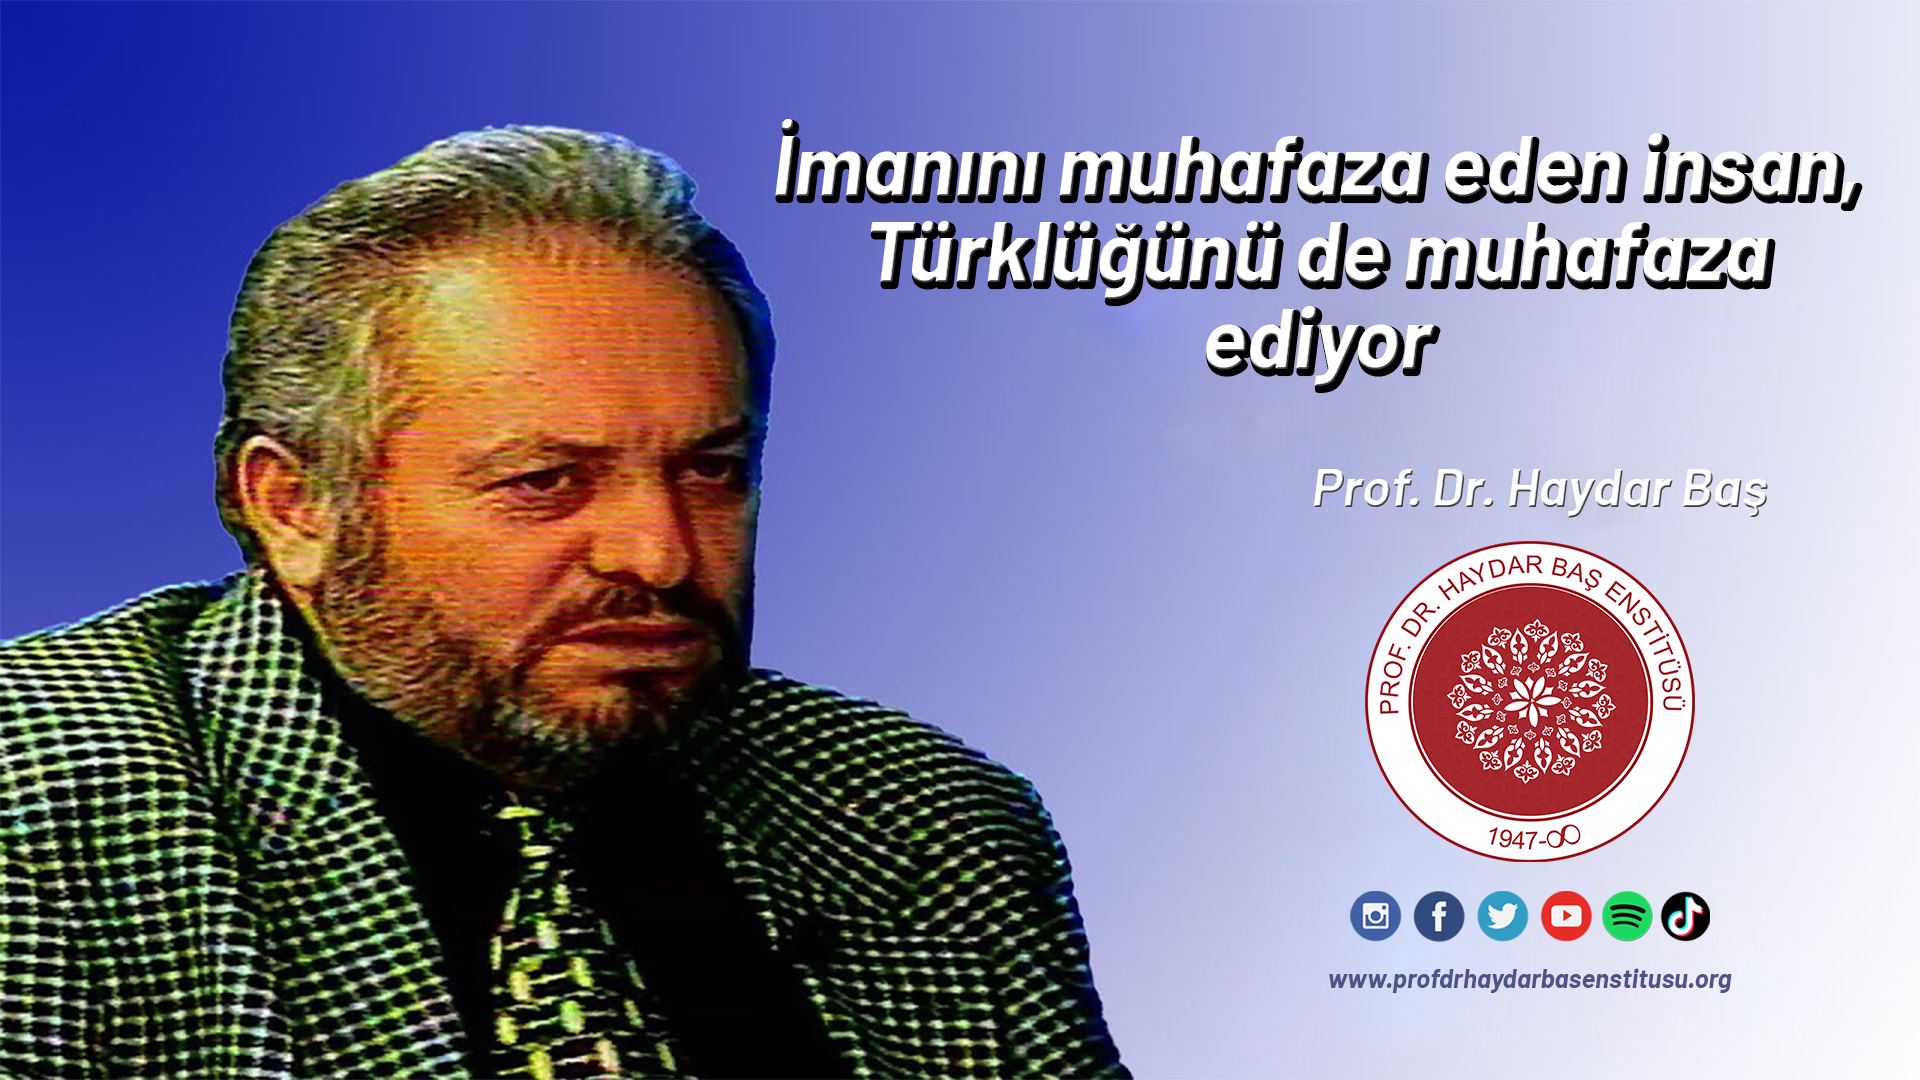 İmanını muhafaza eden insan,
Türklüğünü de muhafaza
ediyor
Prof. Dr. Haydar Baş
PROF. DR. HAYDAR BAŞ ENSTİTÜSÜ
1947-∞
www.profdrhaydarbasenstitusu.org